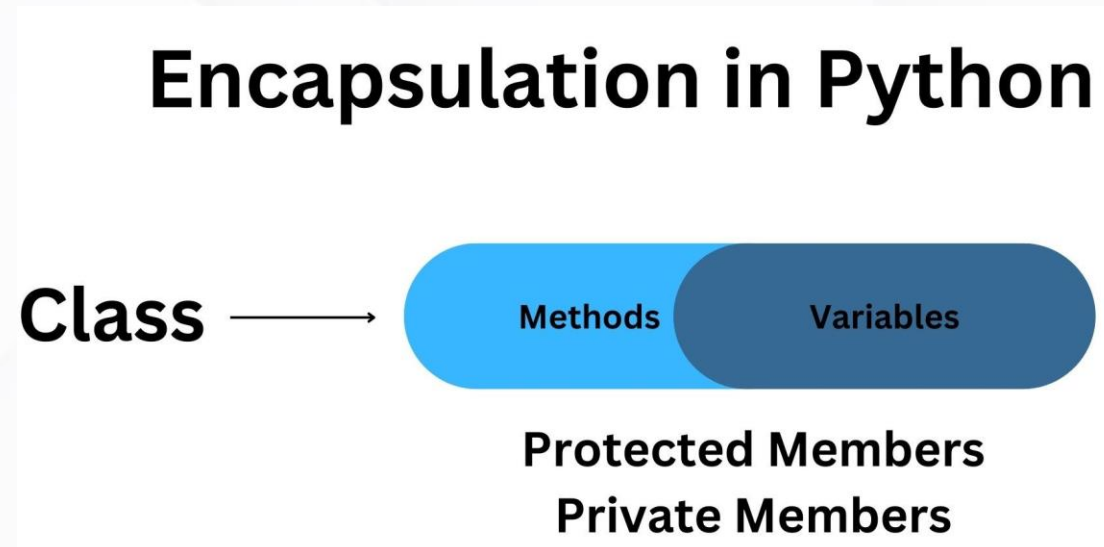 Encapsulation in Python
Class
Methods
Variables
Protected Members
Private Members